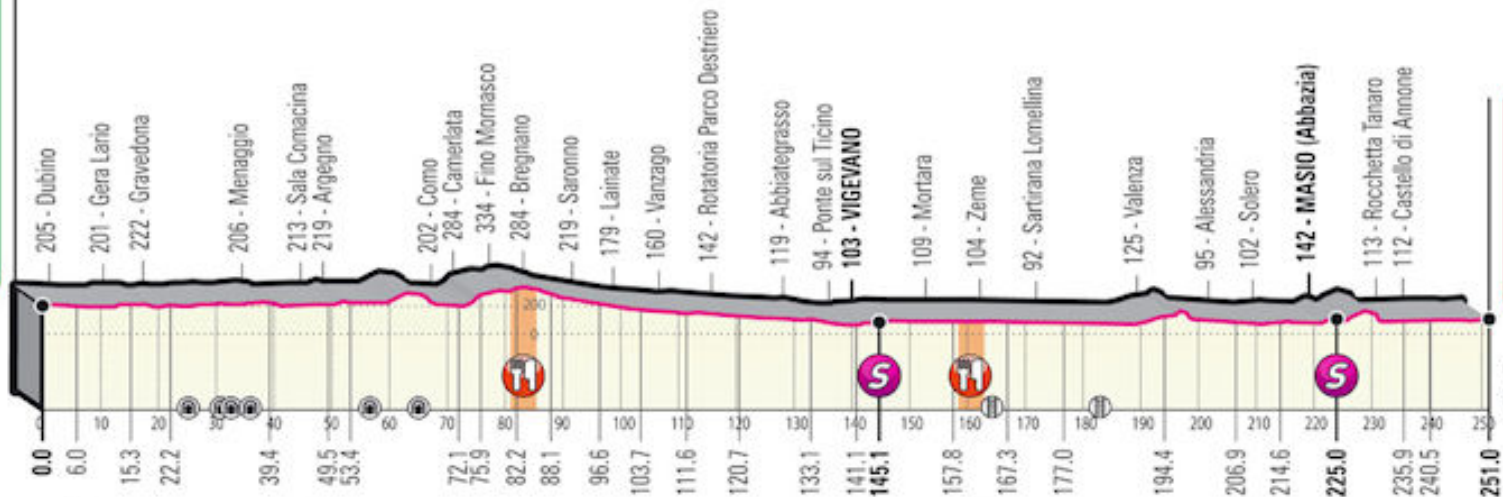 205 - Dubino
201 - Gera Lario
222 - Gravedona
206 - Menaggio
213 - Sala Comacina
219 - Argegno
202 - Como
284 - Camerlata
334 - Fino Mornasco
284 - Bregnano
219 - Saronno
179 - Lainate
160 - Vanzago
142 - Rotatoria Parco Destriero
119 - Abbiategrasso
94 - Ponte sul Ticino
103 - VIGEVANO
109 - Mortara
104 - Zeme
92 - Sartirana Lomellina
125 - Valenza
95 - Alessandria
102 - Solero
142 - MASIO (Abbazia)
113 - Rocchetta Tanaro
112 - Castello di Annone
200
0
S
S
0 10 20 30 40 50 60 70 80 90 100 110 120 130 140 150 160 170 180 190 200 210 220 230 240 250
0.0 6.0 15.3 22.2 39.4 49.5 53.4 72.1 75.9 82.2 88.1 96.6 103.7 111.6 120.7 133.1 141.1 145.1 157.8 167.3 177.0 194.4 206.9 214.6 225.0 235.9 240.5 251.0